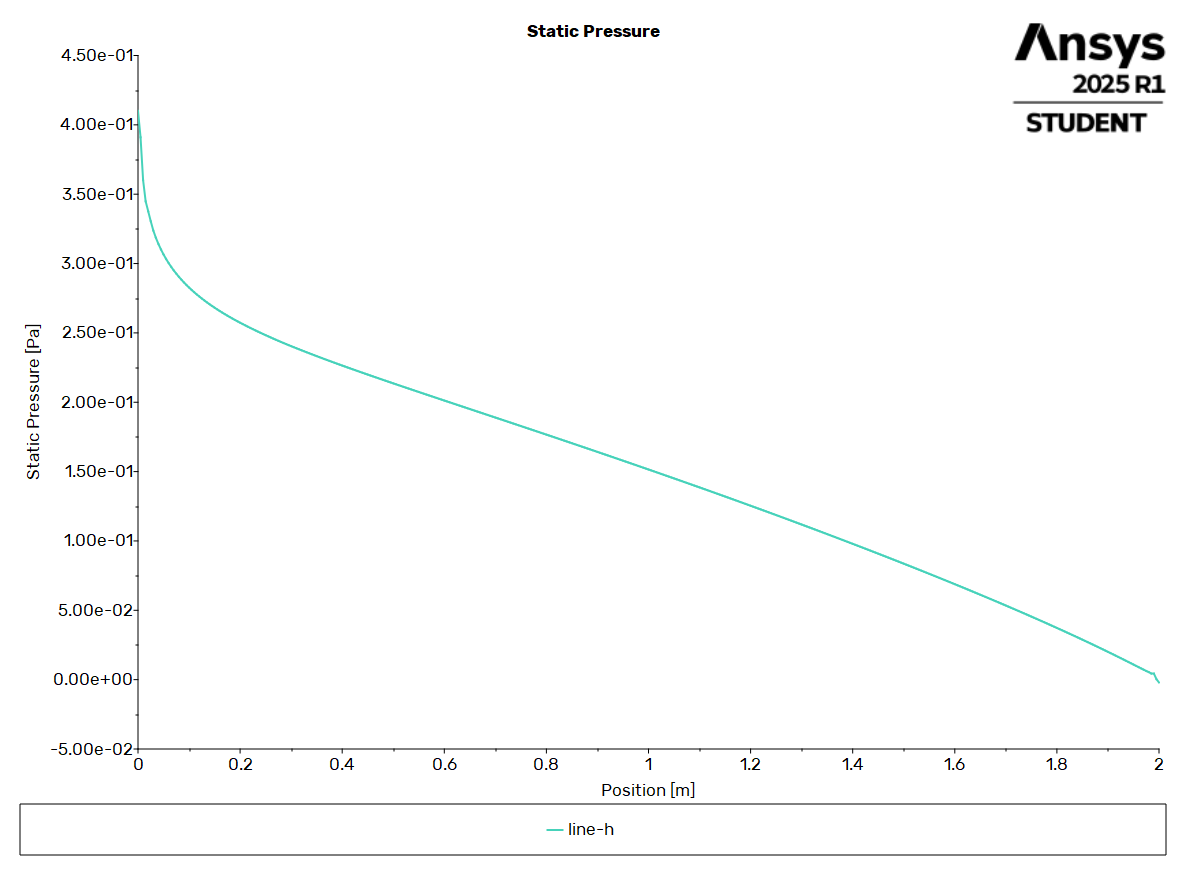 Static Pressure
Ansys
2025 R1
STUDENT
4.50e-01
4.00e-01
3.50e-01
3.00e-01
2.50e-01
2.00e-01
1.50e-01
1.00e-01
5.00e-02
0.00e+00
-5.00e-02
Static Pressure [Pa]
0 0.2 0.4 0.6 0.8 1 1.2 1.4 1.6 1.8 2
Position [m]
line-h